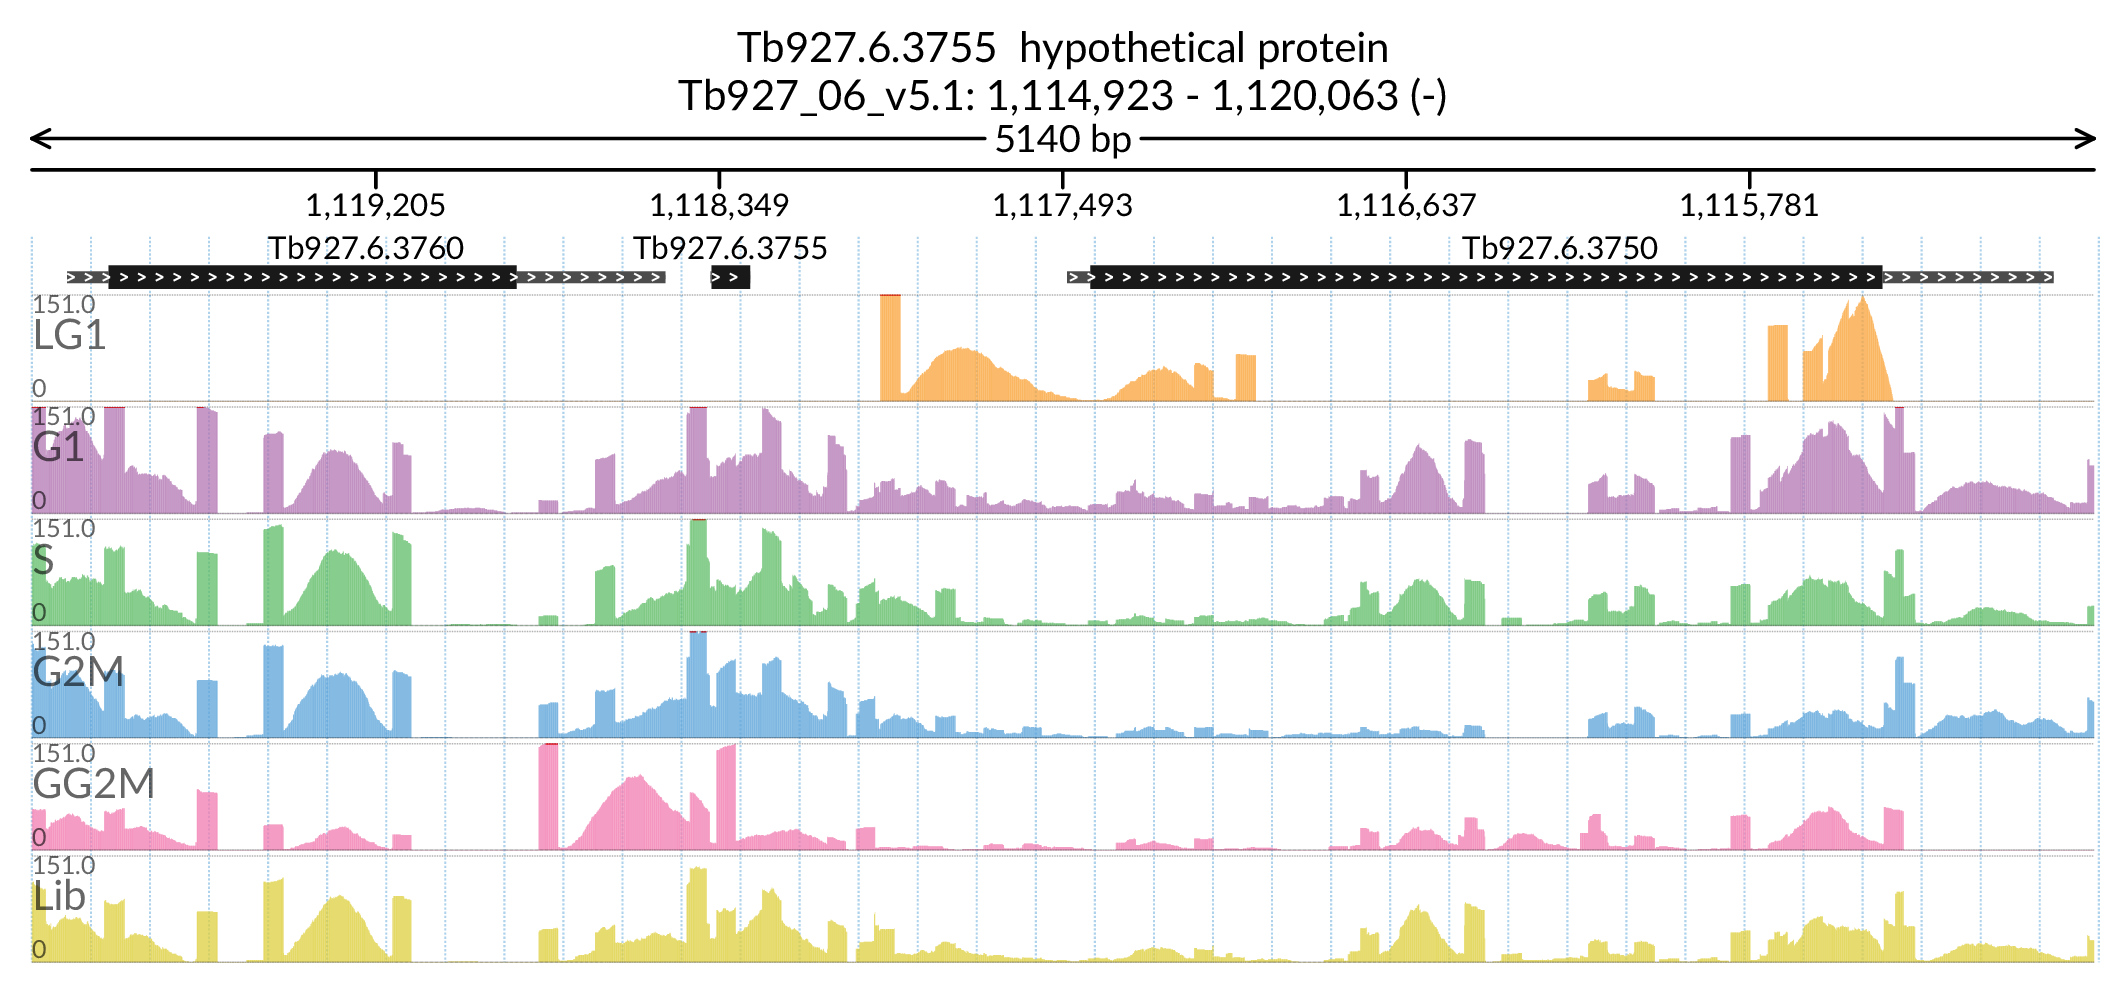 Tb927.6.3755  hypothetical protein
Tb927_06_v5.1: 1,114,923 - 1,120,063 (-)
5140 bp
1,119,205 1,118,349 1,117,493 1,116,637 1,115,781
Tb927.6.3760 Tb927.6.3755 Tb927.6.3750
151.0
LG1
0
151.0
G1
0
151.0
S
0
151.0
G2M
0
151.0
GG2M
0
151.0
Lib
0